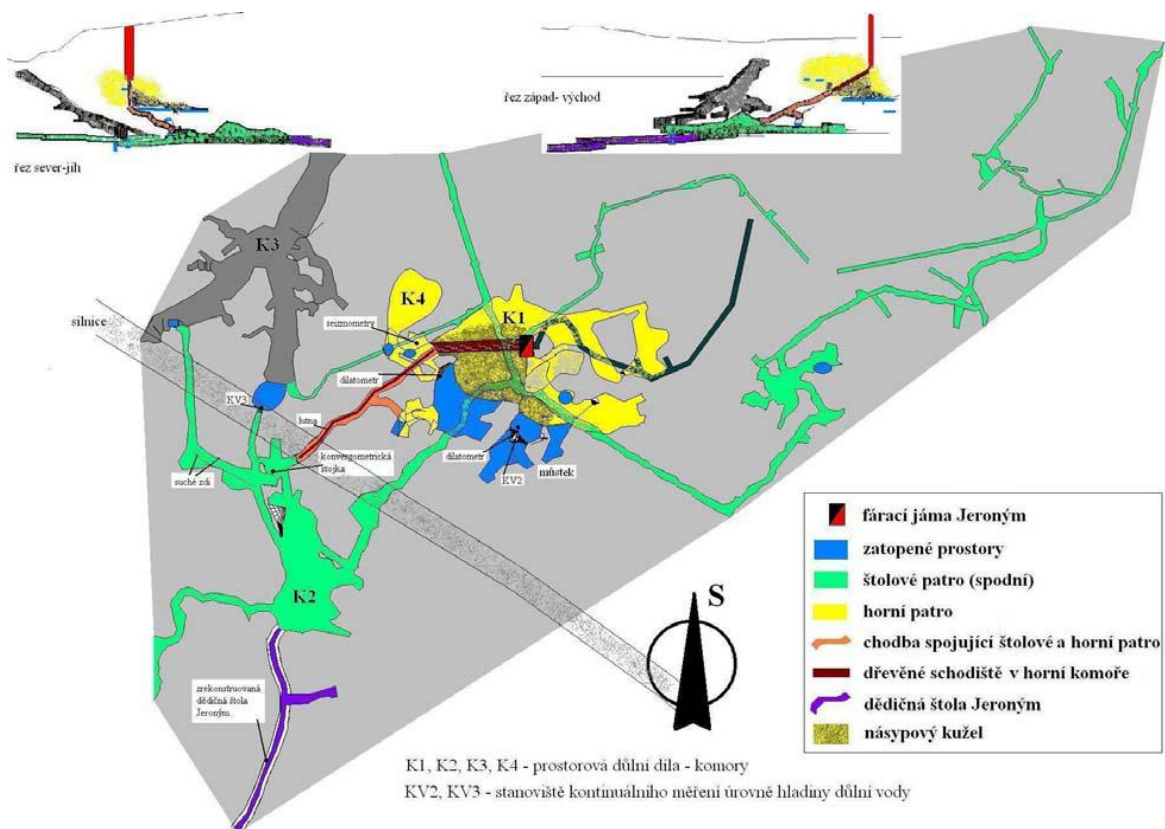 řez sever-jih
řez západ- východ
K3
K4
K1
silnice
seizmometry
dilatometr
KV3
lutna
konvergometrická
štojka
suché zdi
dilatometr
KV2
můstek
K2
zrekonstruovaná
dědičná štola
Jeroným
S
fárací jáma Jeroným
zatopené prostory
štolové patro (spodní)
horní patro
chodba spojující štolové a horní patro
dřevěné schodiště v horní komoře
dědičná štola Jeroným
násypový kužel
K1, K2, K3, K4 - prostorová důlní díla - komory
KV2, KV3 - stanoviště kontinuálního měření úrovně hladiny důlní vody